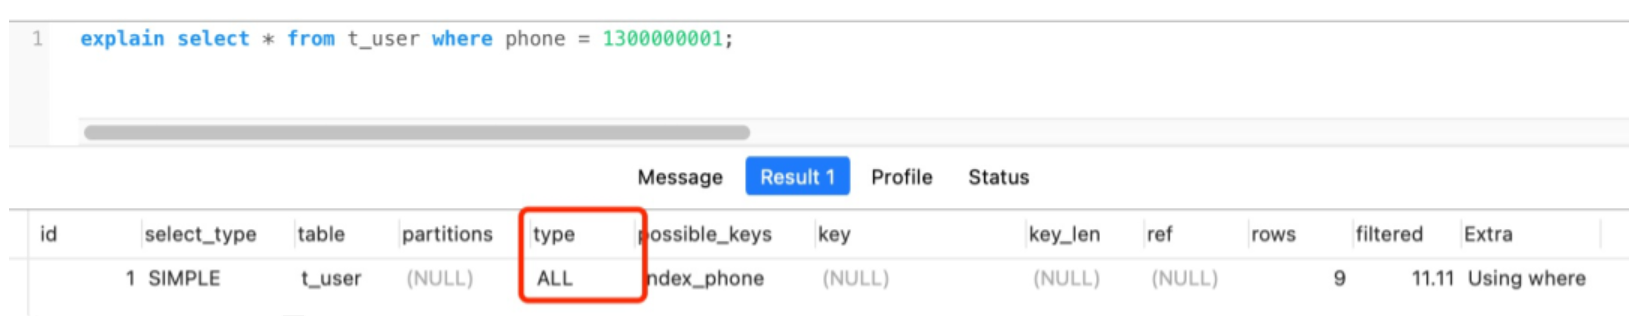 1 explain select * from t_user where phone = 1300000001;
Message Result 1 Profile Status
id select_type table partitions type possible_keys key key_len ref rows filtered Extra
1 SIMPLE t_user (NULL) ALL index_phone (NULL) (NULL) (NULL) 9 11.11 Using where